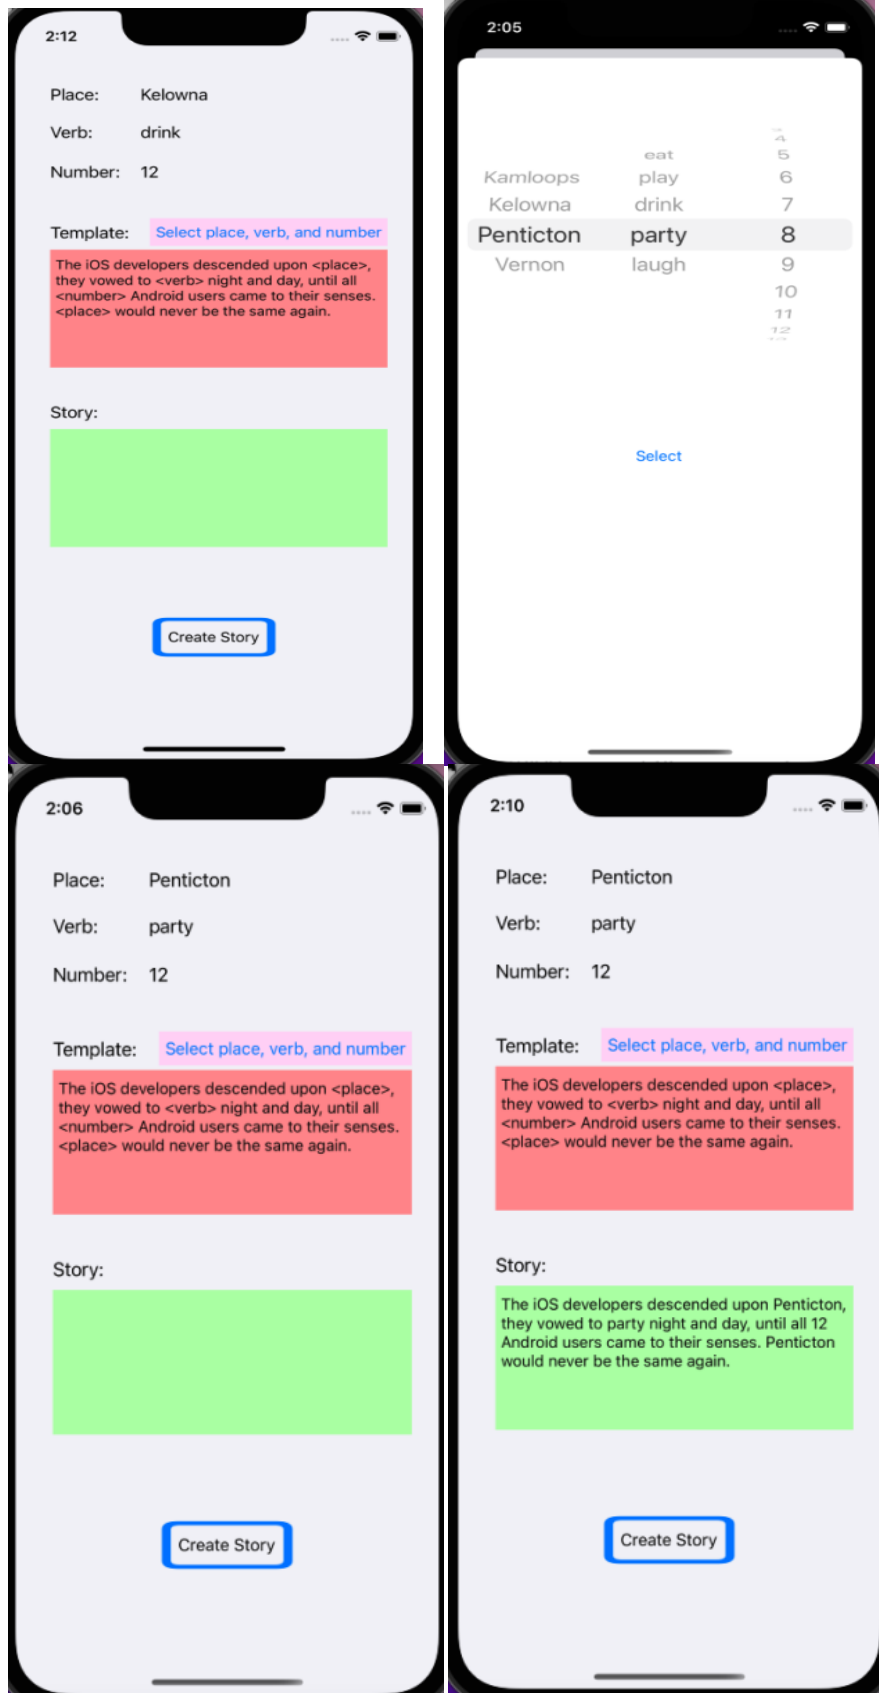 2:12
Place: Kelowna
Verb: drink
Number: 12
Template: Select place, verb, and number
The iOS developers descended upon <place>,
they vowed to <verb> night and day, until all
<number> Android users came to their senses.
<place> would never be the same again.
Story:
Create Story
2:05
4
eat 5
Kamloops play 6
Kelowna drink 7
Penticton party 8
Vernon laugh 9
10
11
12
Select
2:06
Place: Penticton
Verb: party
Number: 12
Template: Select place, verb, and number
The iOS developers descended upon <place>,
they vowed to <verb> night and day, until all
<number> Android users came to their senses.
<place> would never be the same again.
Story:
Create Story
2:10
Place: Penticton
Verb: party
Number: 12
Template: Select place, verb, and number
The iOS developers descended upon <place>,
they vowed to <verb> night and day, until all
<number> Android users came to their senses.
<place> would never be the same again.
Story:
The iOS developers descended upon Penticton,
they vowed to party night and day, until all 12
Android users came to their senses. Penticton
would never be the same again.
Create Story